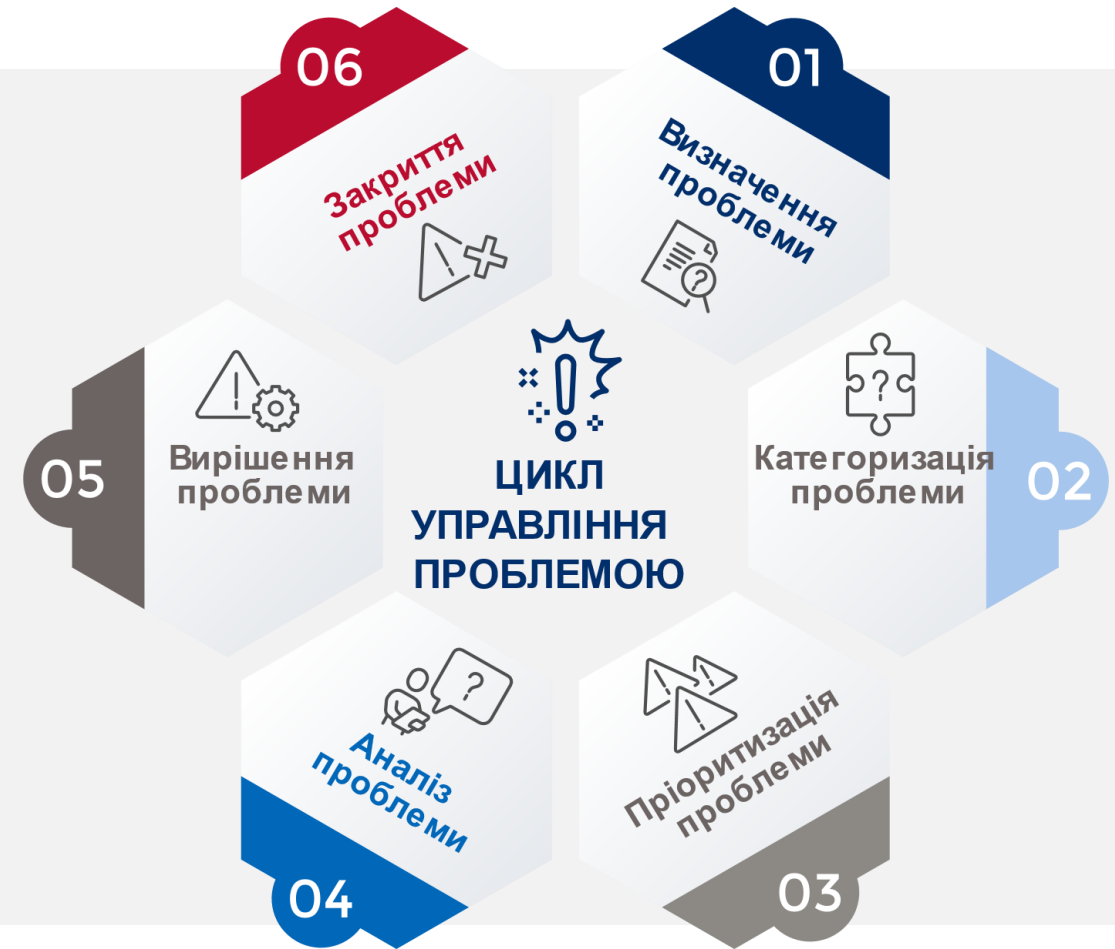 ЦИКЛ
УПРАВЛІННЯ
ПРОБЛЕМОЮ
01
Визначення
проблеми
?
02
?
Категоризація
проблеми
03
Пріоритизація
проблеми
04
?
Аналіз
проблеми
05
Вирішення
проблеми
06
Закриття
проблеми